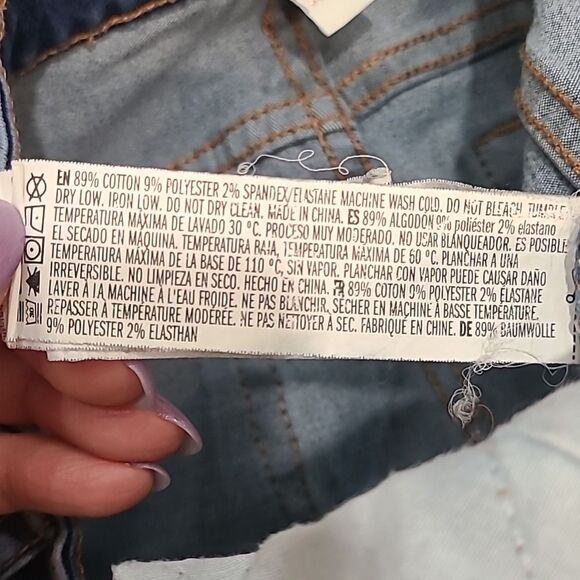 EN 89% COTTON 9% POLYESTER 2% SPANDEX/ELASTANE MACHINE WASH COLD. DO NOT BLEACH. TUMBLE
DRY LOW. IRON LOW. DO NOT DRY CLEAN. MADE IN CHINA. ES 89% ALGODON 9% poliéster 2% elastano
TEMPERATURA MÁXIMA DE LAVADO 30 °C. PROCESO MUY MODERADO. NO USAR BLANQUEADOR. ES POSIBLE
EL SECADO EN MÁQUINA. TEMPERATURA BAJA, TEMPERATURA MÁXIMA DE 60 °C. PLANCHAR A UNA
TEMPERATURA MÁXIMA DE LA BASE DE 110 °C, SIN VAPOR. PLANCHAR CON VAPOR PUEDE CAUSAR DAÑO
IRREVERSIBLE. NO LIMPIEZA EN SECO. HECHO EN CHINA. FR 89% COTON 9% POLYESTER 2% ELASTANE
LAVER À LA MACHINE À L'EAU FROIDE. NE PAS BLANCHIR. SÉCHER EN MACHINE À BASSE TEMPÉRATURE.
REPASSER À TEMPÉRATURE MODÉRÉE. NE PAS NETTOYER À SEC. FABRIQUÉ EN CHINE. DE 89% BAUMWOLLE
9% POLYESTER 2% ELASTHAN